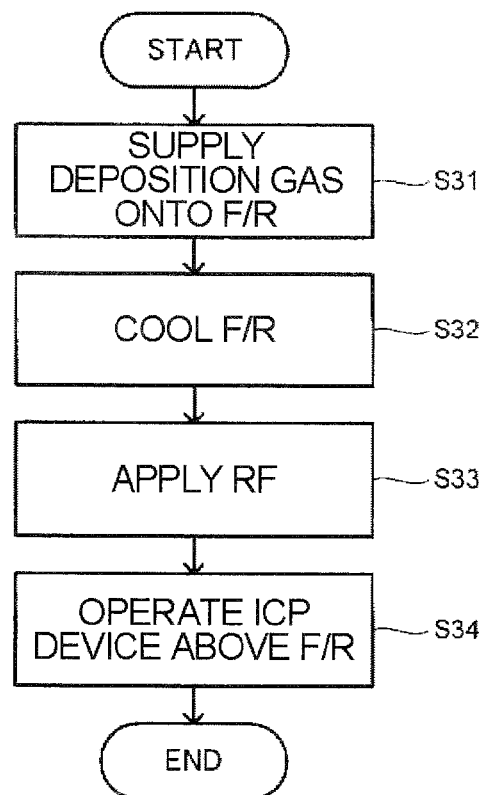 START
SUPPLY
DEPOSITION GAS
ONTO F/R
S31
COOL F/R
S32
APPLY RF
S33
OPERATE ICP
DEVICE ABOVE F/R
S34
END